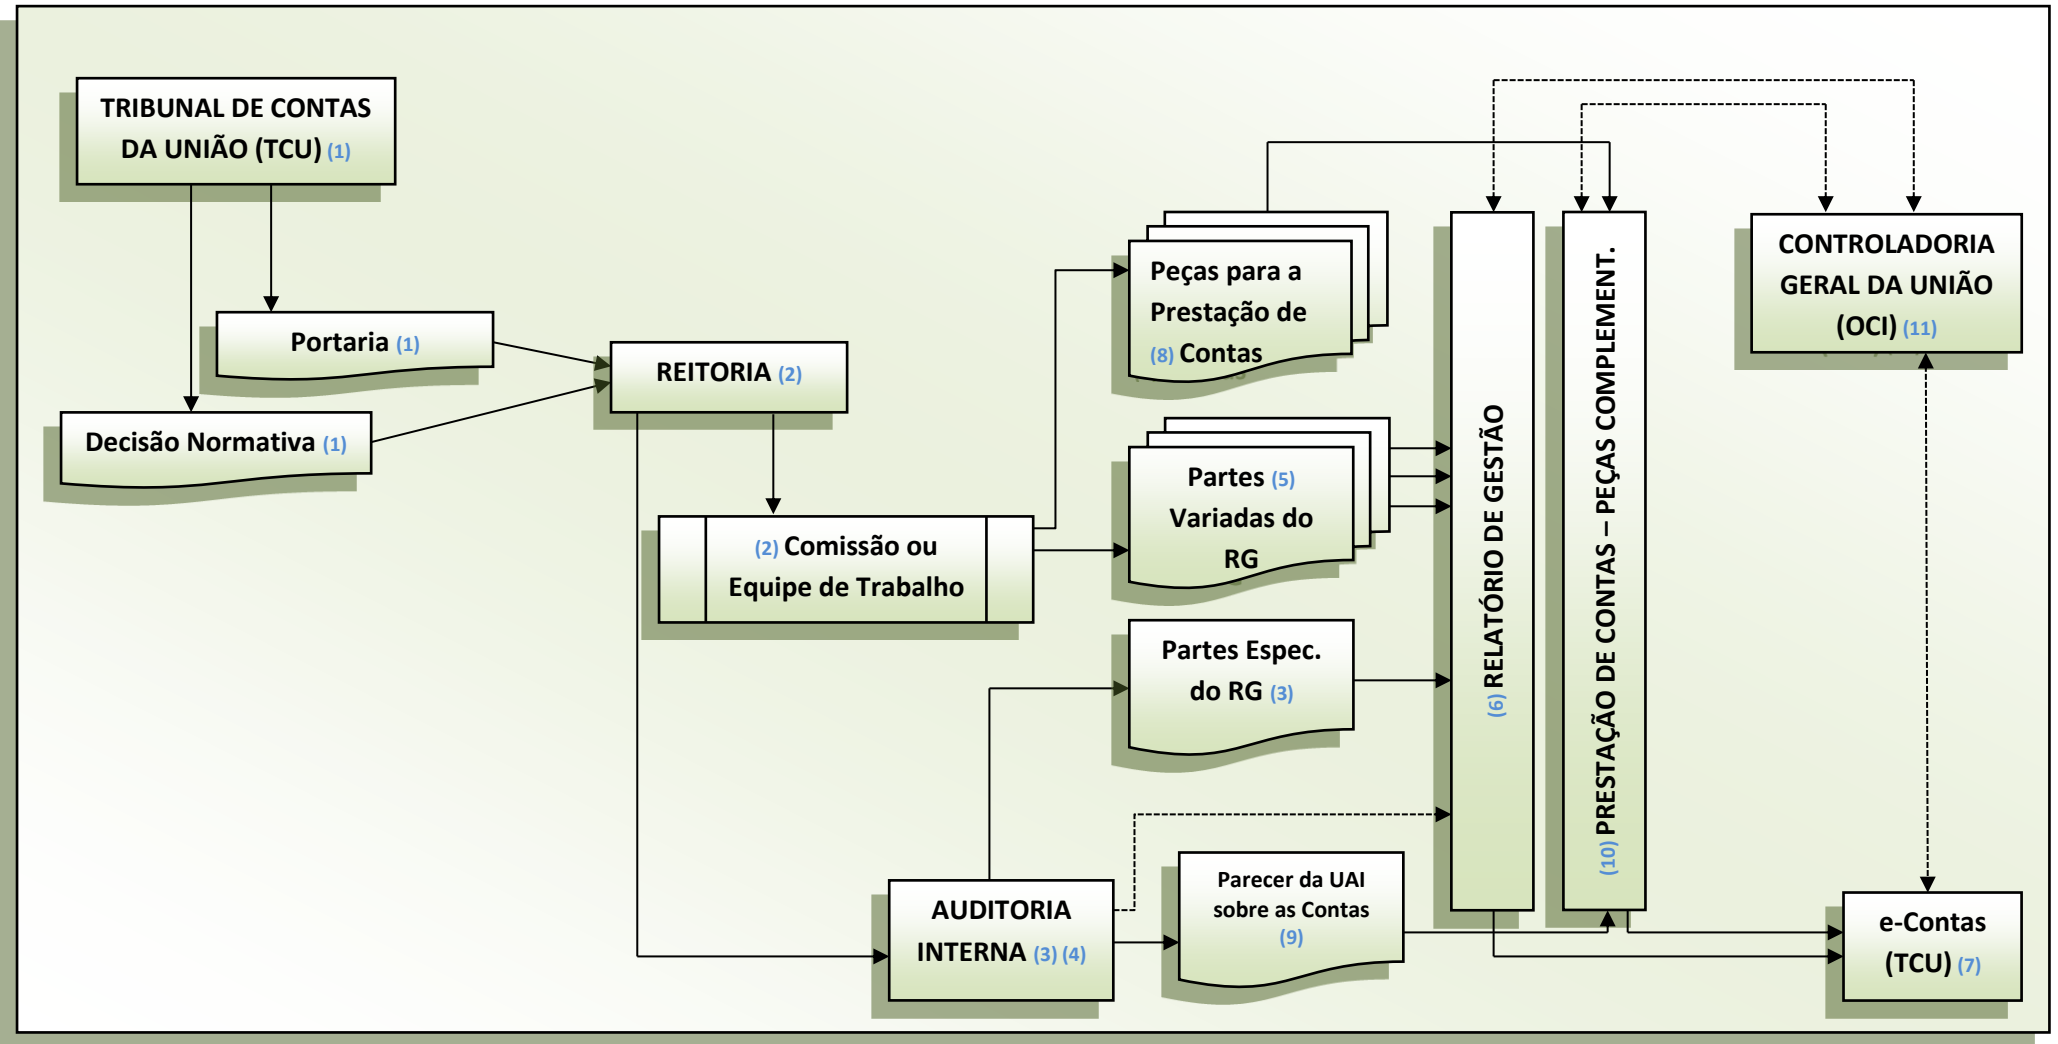 TRIBUNAL DE CONTAS
DA UNIÃO (TCU) (1)
Portaria (1)
Decisão Normativa (1)
REITORIA (2)
(2) Comissão ou
Equipe de Trabalho
Peças para a
Prestação de
(8) Contas
Partes (5)
Variadas do
RG
Partes Espec.
do RG (3)
AUDITORIA
INTERNA (3) (4)
Parecer da UAI
sobre as Contas
(9)
(6) RELATÓRIO DE GESTÃO
(10) PRESTAÇÃO DE CONTAS – PEÇAS COMPLEMENT.
CONTROLADORIA
GERAL DA UNIÃO
(OCI) (11)
e-Contas
(TCU) (7)